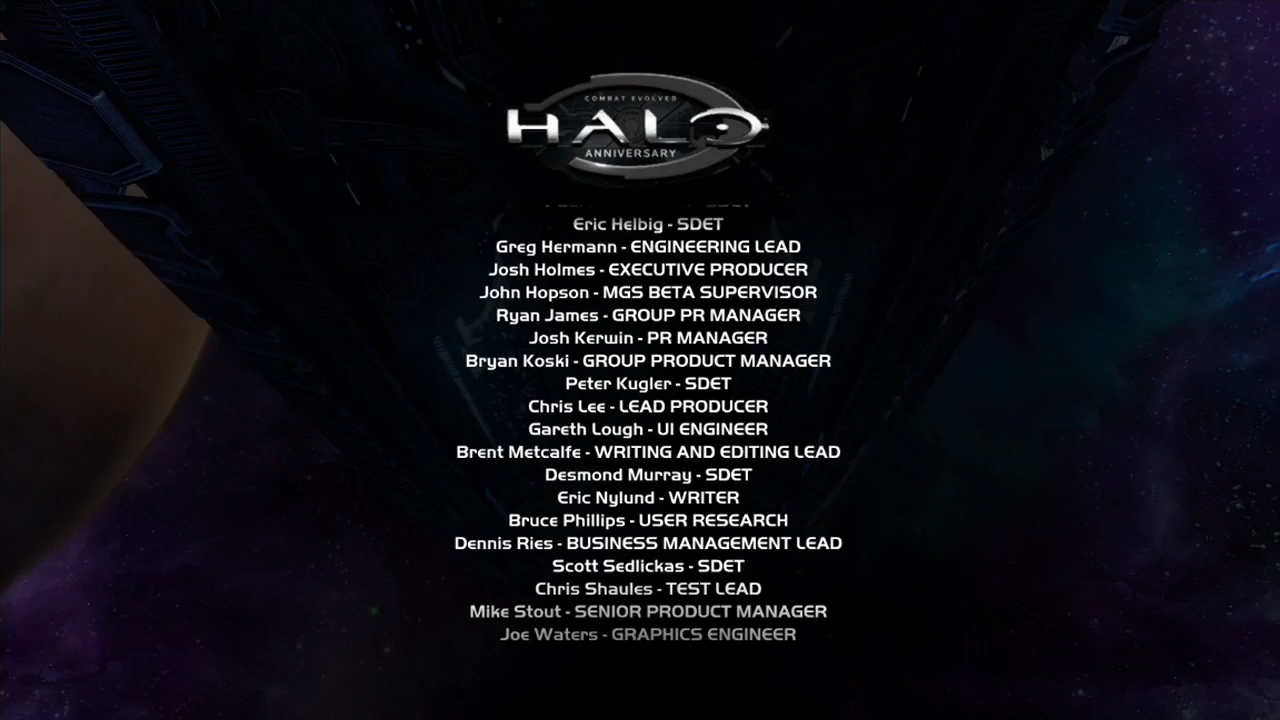 COMBAT EVOLVED
HALO
ANNIVERSARY
Eric Helbig - SDET
Greg Hermann - ENGINEERING LEAD
Josh Holmes - EXECUTIVE PRODUCER
John Hopson - MGS BETA SUPERVISOR
Ryan James - GROUP PR MANAGER
Josh Kerwin - PR MANAGER
Bryan Koski - GROUP PRODUCT MANAGER
Peter Kugler - SDET
Chris Lee - LEAD PRODUCER
Gareth Lough - UI ENGINEER
Brent Metcalfe - WRITING AND EDITING LEAD
Desmond Murray - SDET
Eric Nylund - WRITER
Bruce Phillips - USER RESEARCH
Dennis Ries - BUSINESS MANAGEMENT LEAD
Scott Sedlickas - SDET
Chris Shaules - TEST LEAD
Mike Stout - SENIOR PRODUCT MANAGER
Joe Waters - GRAPHICS ENGINEER